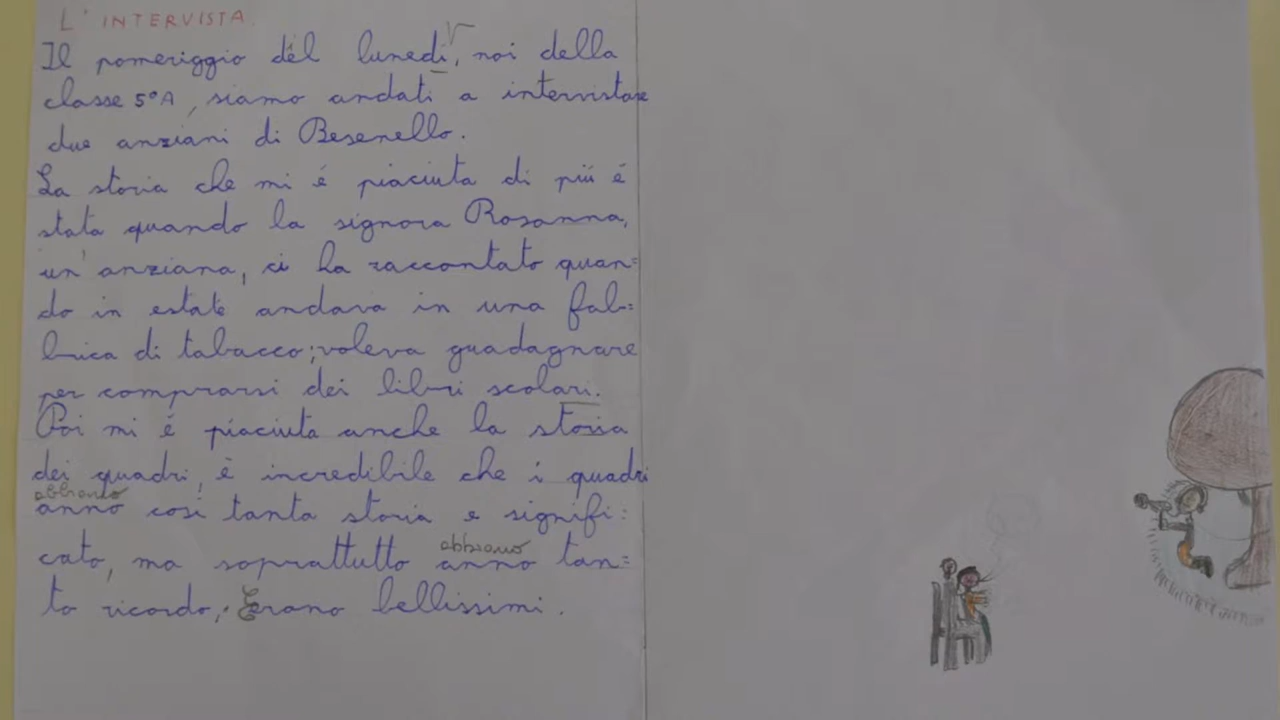 L'INTERVISTA.
Il pomeriggio del lunedì, noi della
classe 5°A, siamo andati a intervistare
due anziani di Besenello.
La storia che mi é piaciuta di più é
stata quando la signora Rosanna,
un'anziana, ci ha raccontato quan=
do in estate andava in una fab=
brica di tabacco; voleva guadagnare
per comprarsi dei libri scolari.
Poi mi é piaciuta anche la storia
dei quadri, è incredibile che i quadri
abbiano
anno così tanta storia e signifi=
cato, ma soprattutto anno tan=
abbiano
to ricordo, Erano bellissimi.